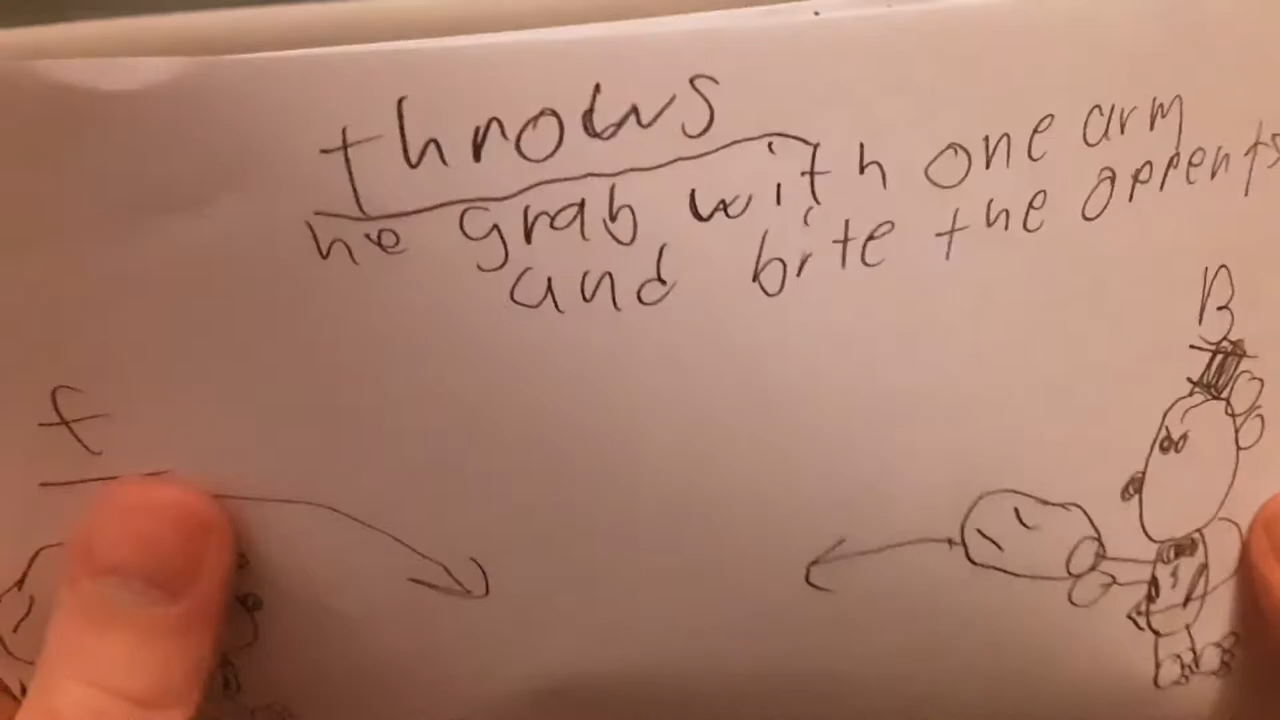 throws
he grab with one arm
and bite the oppents
f
B